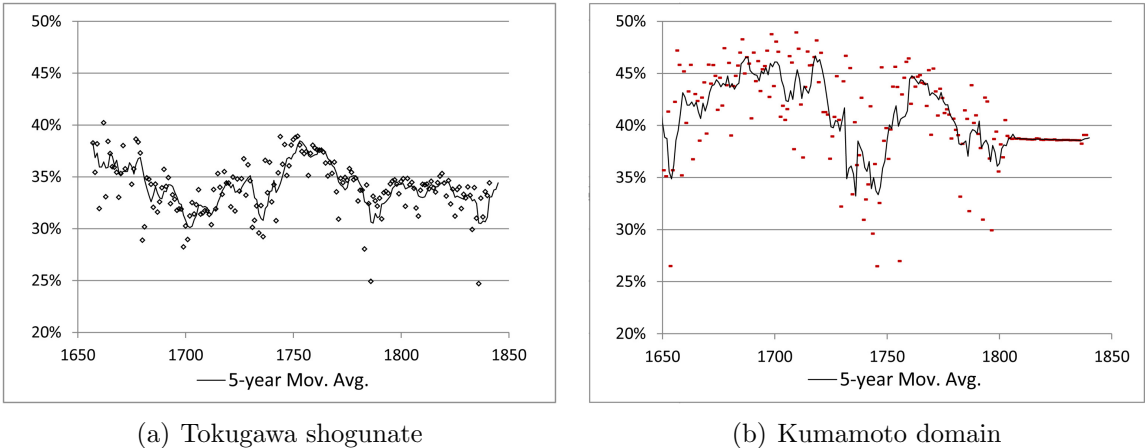 50%
45%
40%
35%
30%
25%
20%
1650 1700 1750 1800 1850
5-year Mov. Avg.
(a) Tokugawa shogunate
50%
45%
40%
35%
30%
25%
20%
1650 1700 1750 1800 1850
5-year Mov. Avg.
(b) Kumamoto domain